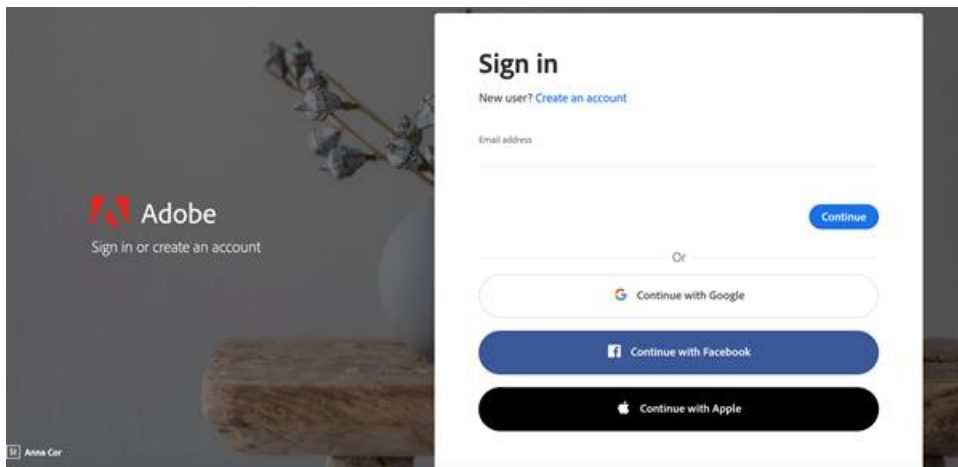 Adobe
Sign in or create an account
St Anna Cor
Sign in
New user? Create an account
Email address
Continue
Or
Continue with Google
Continue with Facebook
Continue with Apple